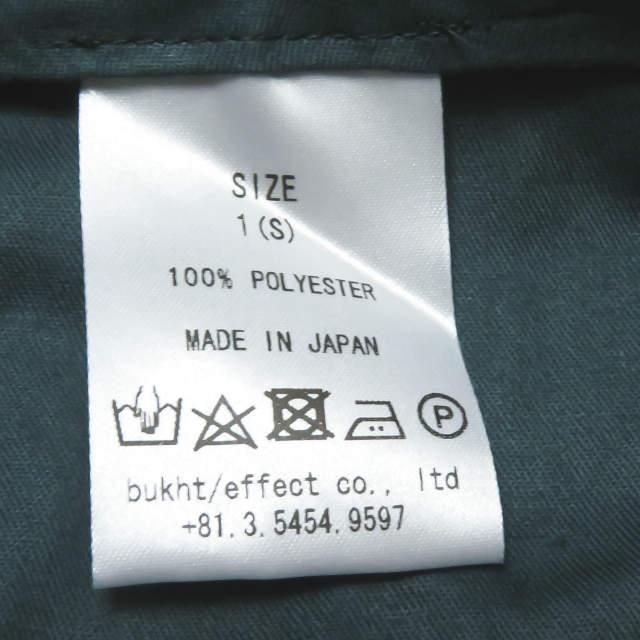 SIZE
1(S)
100% POLYESTER
MADE IN JAPAN
P
bukht/effect co., ltd
+81.3.5454.9597